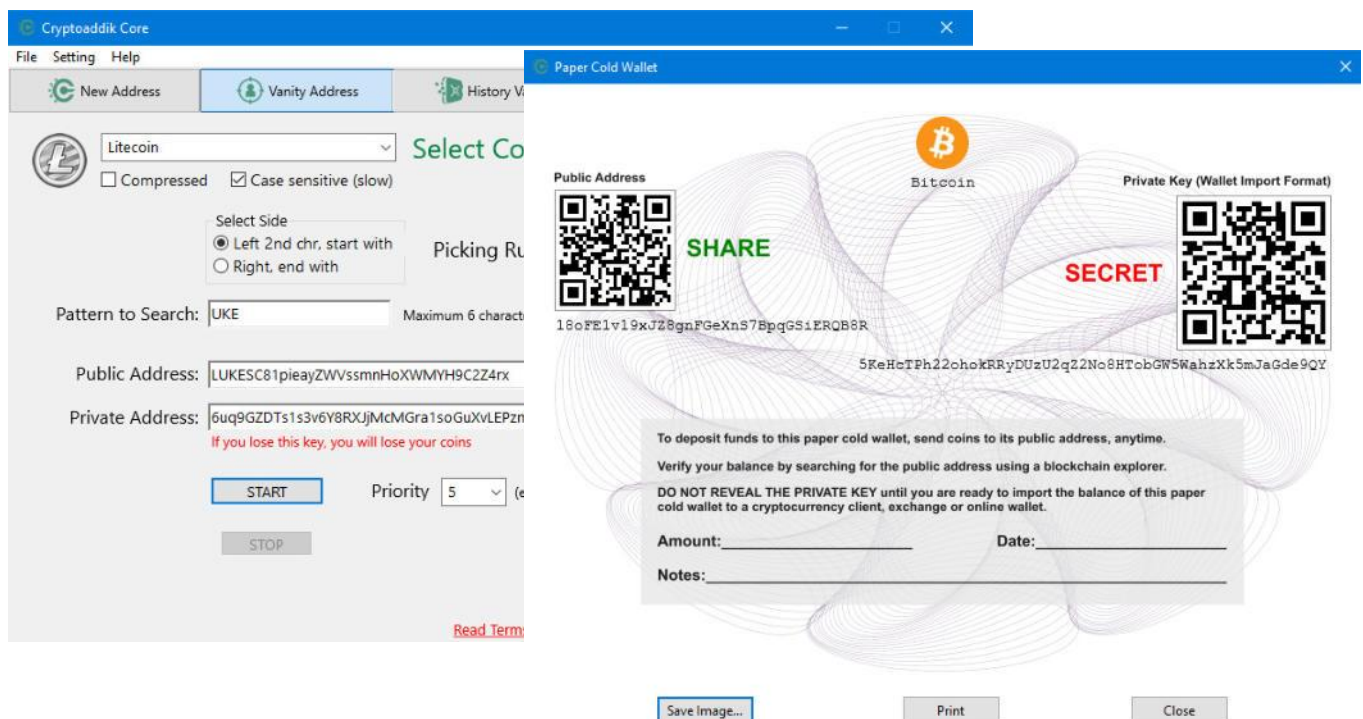 Cryptoaddik Core
File Setting Help
New Address
Vanity Address
History V
Litecoin
Select Co
Compressed
Case sensitive (slow)
Select Side
Left 2nd chr, start with
Right, end with
Picking Ru
Pattern to Search: UKE
Maximum 6 charact
Public Address: LUKESC81pieayZWVssmnHoXWMYH9C2Z4rx
Private Address: 6uq9GZDTs1s3v6Y8RXJjMcMGra1soGuXvLEPzn
If you lose this key, you will lose your coins
START
Priority 5
STOP
Read Term
Paper Cold Wallet
Bitcoin
Public Address
Private Key (Wallet Import Format)
SHARE
SECRET
18oFE1v19xJZ8gnFGeXnS7BpqGSiERQB8R
5KeHcTPh22ohokRRyDUzU2qZ2No8HTobGW5WahzXk5mJaGde9QY
To deposit funds to this paper cold wallet, send coins to its public address, anytime.
Verify your balance by searching for the public address using a blockchain explorer.
DO NOT REVEAL THE PRIVATE KEY until you are ready to import the balance of this paper
cold wallet to a cryptocurrency client, exchange or online wallet.
Amount:
Date:
Notes:
Save Image...
Print
Close